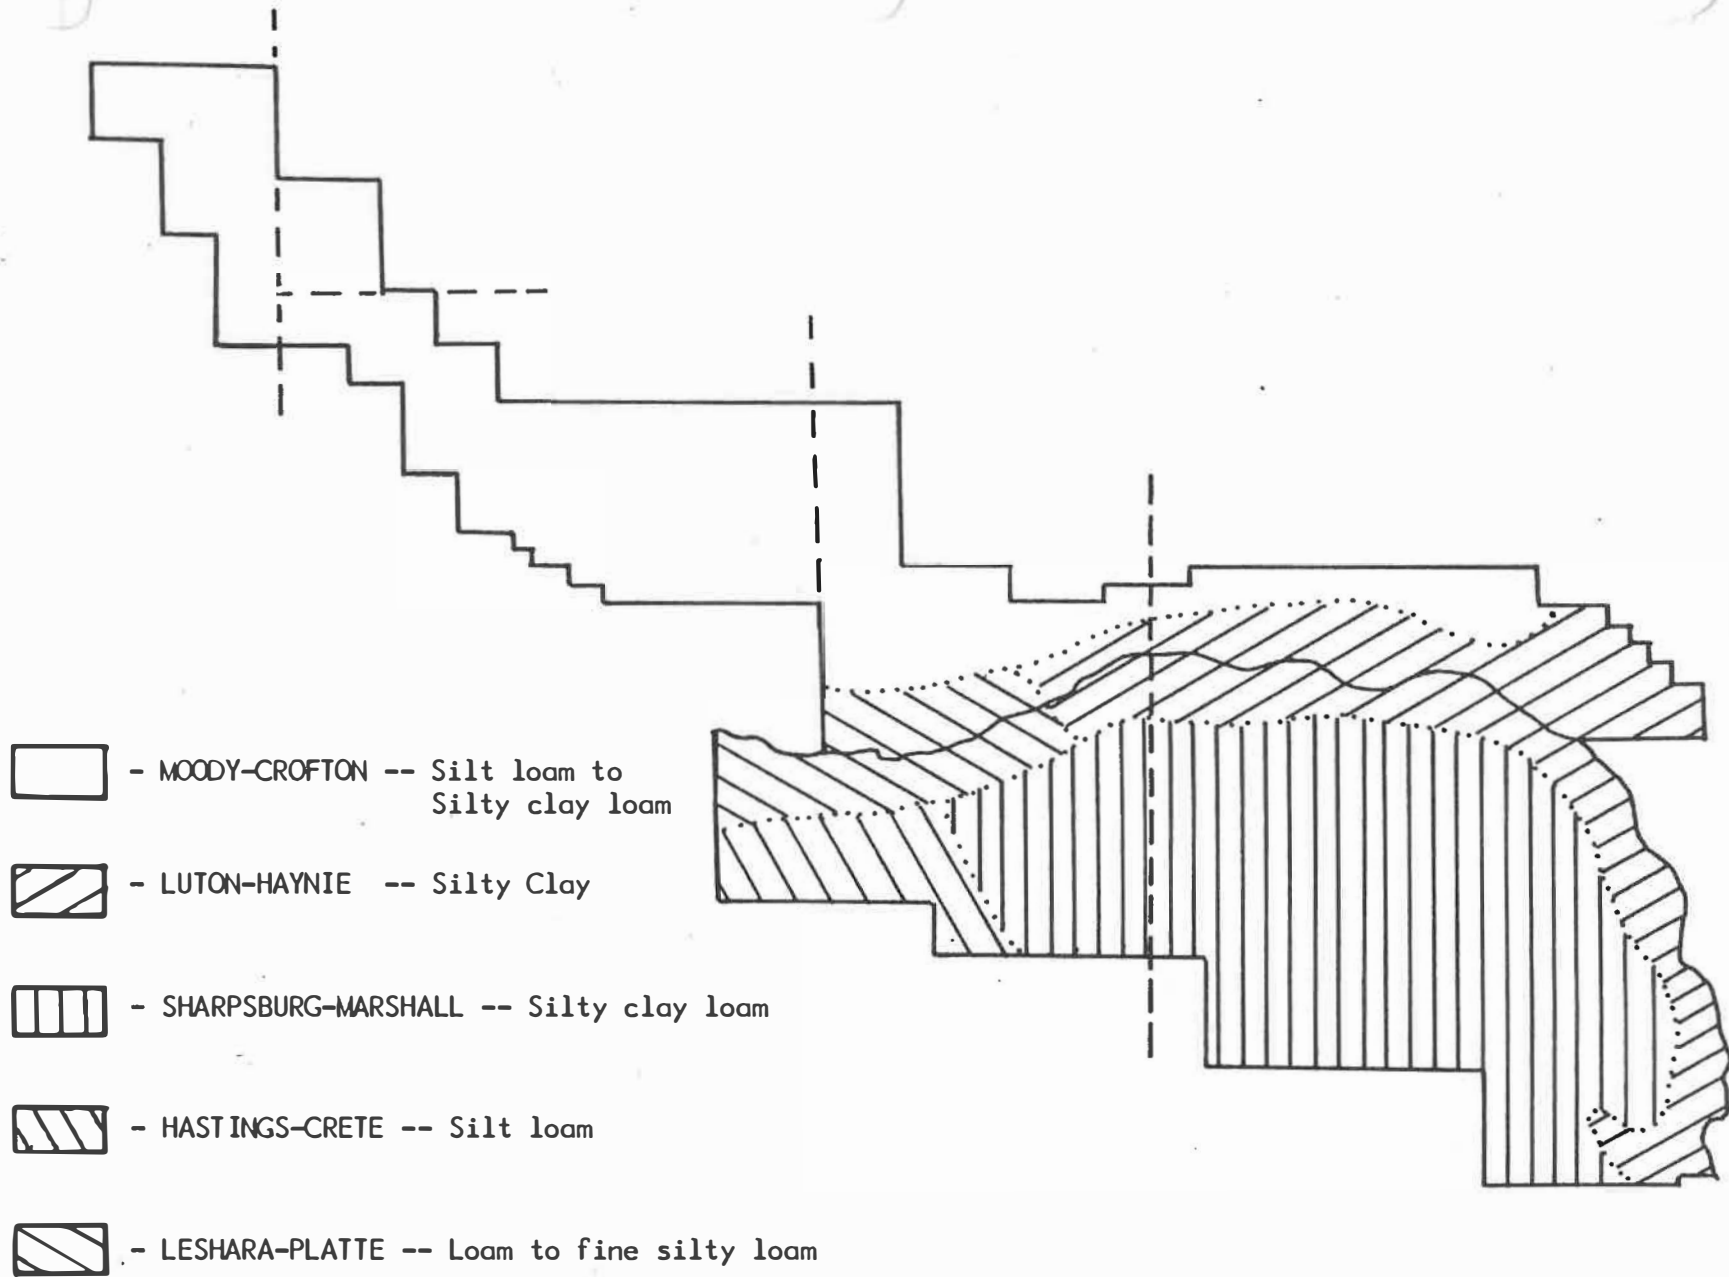 - MOODY-CROFTON -- Silt loam to
Silty clay loam
- LUTON-HAYNIE -- Silty Clay
- SHARPSBURG-MARSHALL -- Silty clay loam
- HASTINGS-CRETE -- Silt loam
- LESHARA-PLATTE -- Loam to fine silty loam